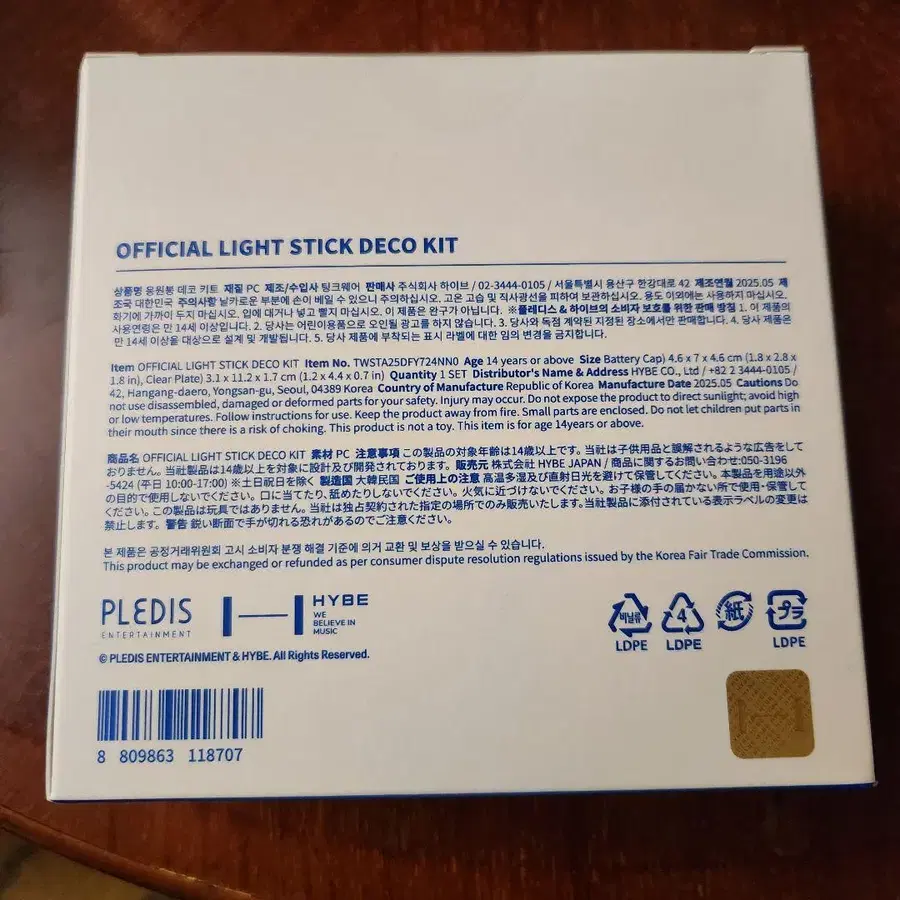 OFFICIAL LIGHT STICK DECO KIT
상품명 응원봉 데코 키트 재질 PC 제조/수입사 팅크웨어 판매사 주식회사 하이브 / 02-3444-0105 / 서울특별시 용산구 한강대로 42 제조연월 2025.05 제
조국 대한민국 주의사항 날카로운 부분에 손이 베일 수 있으니 주의하십시오. 고온 고습 및 직사광선을 피하여 보관하십시오. 용도 이외에는 사용하지 마십시오.
화기에 가까이 두지 마십시오. 입에 대거나 넣고 빨지 마십시오. 이 제품은 완구가 아닙니다. ※플레디스 & 하이브의 소비자 보호를 위한 판매 방침 1. 이 제품의
사용연령은 만 14세 이상입니다. 2. 당사는 어린이용품으로 오인될 광고를 하지 않습니다. 3. 당사와 독점 계약된 지정된 장소에서만 판매합니다. 4. 당사 제품은
만 14세 이상을 대상으로 설계 및 개발됩니다. 5. 당사 제품에 부착되는 표시 라벨에 대한 임의 변경을 금지합니다.
Item OFFICIAL LIGHT STICK DECO KIT Item No. TWSTA25DFY724NN0 Age 14 years or above Size Battery Cap) 4.6 x 7 x 4.6 cm (1.8 x 2.8 x
1.8 in), Clear Plate) 3.1 x 11.2 x 1.7 cm (1.2 x 4.4 x 0.7 in) Quantity 1 SET Distributor's Name & Address HYBE CO., Ltd / +82 2 3444-0105 /
42, Hangang-daero, Yongsan-gu, Seoul, 04389 Korea Country of Manufacture Republic of Korea Manufacture Date 2025.05 Cautions Do
not use disassembled, damaged or deformed parts for your safety. Injury may occur. Do not expose the product to direct sunlight; avoid high
or low temperatures. Follow instructions for use. Keep the product away from fire. Small parts are enclosed. Do not let children put parts in
their mouth since there is a risk of choking. This product is not a toy. This item is for age 14years or above.
商品名 OFFICIAL LIGHT STICK DECO KIT 素材 PC 注意事項 この製品の対象年齢は14歳以上です。当社は子供用品と誤解されるような広告をして
おりません。当社製品は14歳以上を対象に設計及び開発されております。販売元 株式会社 HYBE JAPAN / 商品に関するお問い合わせ:050-3196
-5424 (平日 10:00-17:00) ※土日祝日を除く 製造国 大韓民国 ご使用上の注意 高温多湿及び直射日光を避けて保管してください。本製品を用途以外
の目的で使用しないでください。口に当てたり、舐めたりしないでください。火気に近づけないでください。お子様の手の届かない所で使用・保管して
ください。この製品は玩具ではありません。当社は独占契約された指定の場所でのみ販売いたします。当社製品に添付されている表示ラベルの変更は
禁止します。警告 鋭い断面で手が切れる恐れがあるのでご注意ください。
본 제품은 공정거래위원회 고시 소비자 분쟁 해결 기준에 의거 교환 및 보상을 받으실 수 있습니다.
This product may be exchanged or refunded as per consumer dispute resolution regulations issued by the Korea Fair Trade Commission.
PLEDIS
ENTERTAINMENT
HYBE
WE
BELIEVE IN
MUSIC
비닐류
LDPE
4
LDPE
紙
プラ
LDPE
© PLEDIS ENTERTAINMENT & HYBE. All Rights Reserved.
8 809863 118707